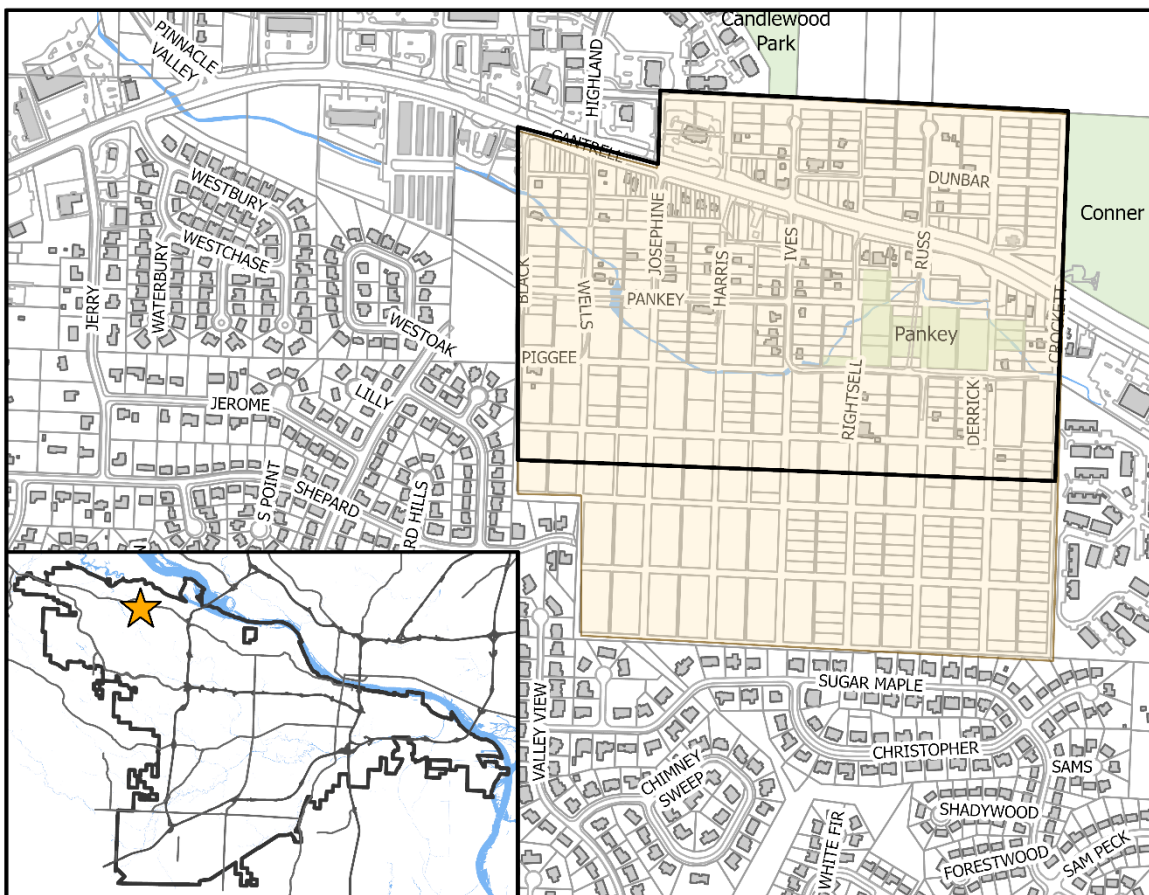 Candlewood
Park
PINNACLE
VALLEY
HIGHLAND
CANTRELL
DUNBAR
WESTBURY
JOSEPHINE
Conner
WESTCHASE
IVES
RUSS
WATERBURY
JERRY
BLACK
WELLS
PANKEY
HARRIS
WESTOAK
Pankey
CROCKETT
PIGGEE
LILLY
JEROME
RIGHTSELL
DERRICK
S POINT
SHEPARD
RD HILLS
SUGAR MAPLE
VALLEY VIEW
CHRISTOPHER
CHIMNEY
SWEEP
SAMS
SHADYWOOD
WHITE FIR
FORESTWOOD
SAM PECK